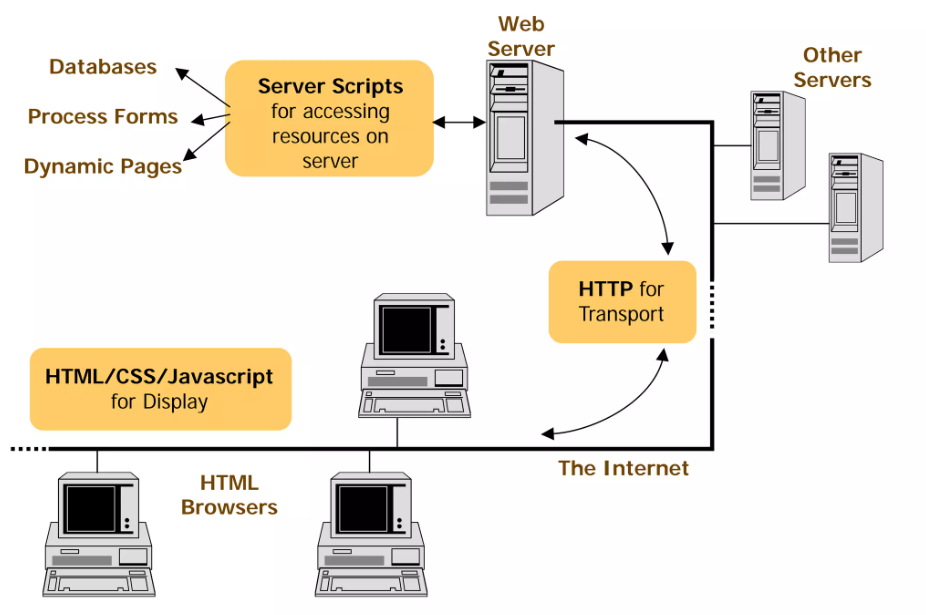 Web
Server
Other
Servers
Databases
Process Forms
Dynamic Pages
Server Scripts
for accessing
resources on
server
HTTP for
Transport
HTML/CSS/Javascript
for Display
The Internet
HTML
Browsers